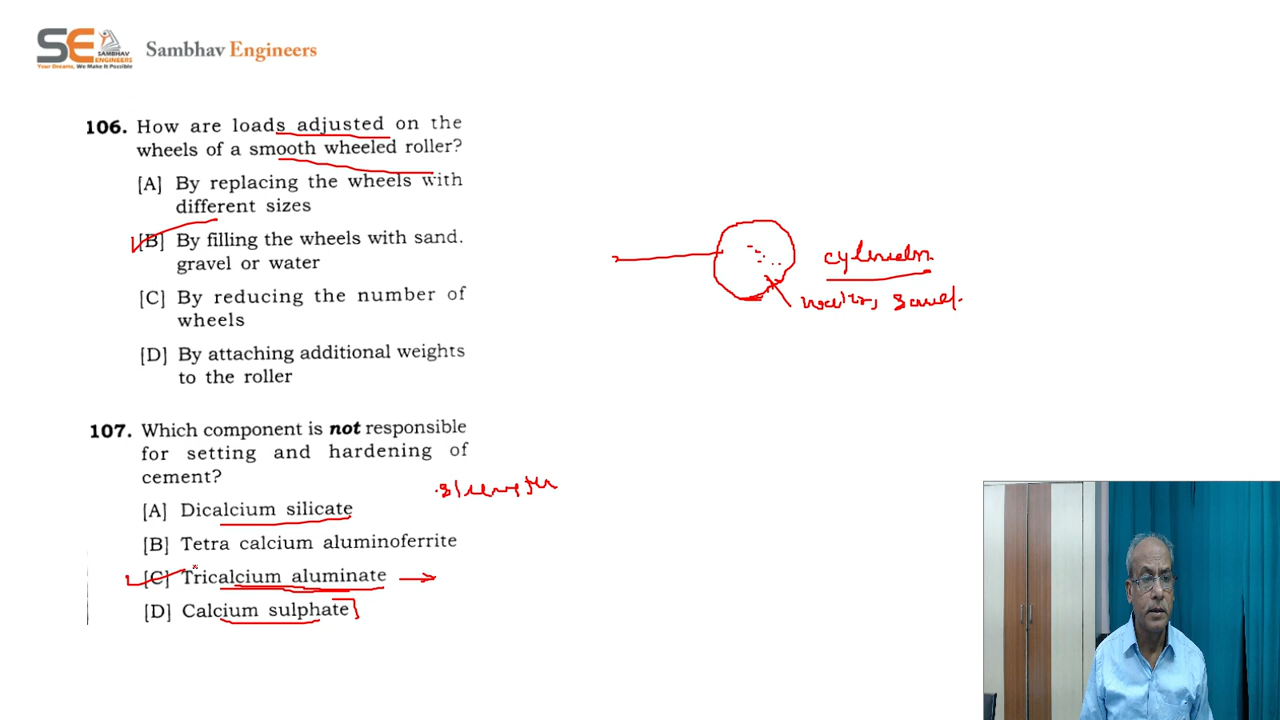 SE
SAMBHAV
ENGINEERS
Your Dreams, We Make It Possible
Sambhav Engineers
106. How are loads adjusted on the
wheels of a smooth wheeled roller?
[A] By replacing the wheels with
different sizes
[B] By filling the wheels with sand.
gravel or water
[C] By reducing the number of
wheels
[D] By attaching additional weights
to the roller
cylinder
water, sand.
107. Which component is not responsible
for setting and hardening of
cement?
strength
[A] Dicalcium silicate
[B] Tetra calcium aluminoferrite
[C] Tricalcium aluminate
[D] Calcium sulphate